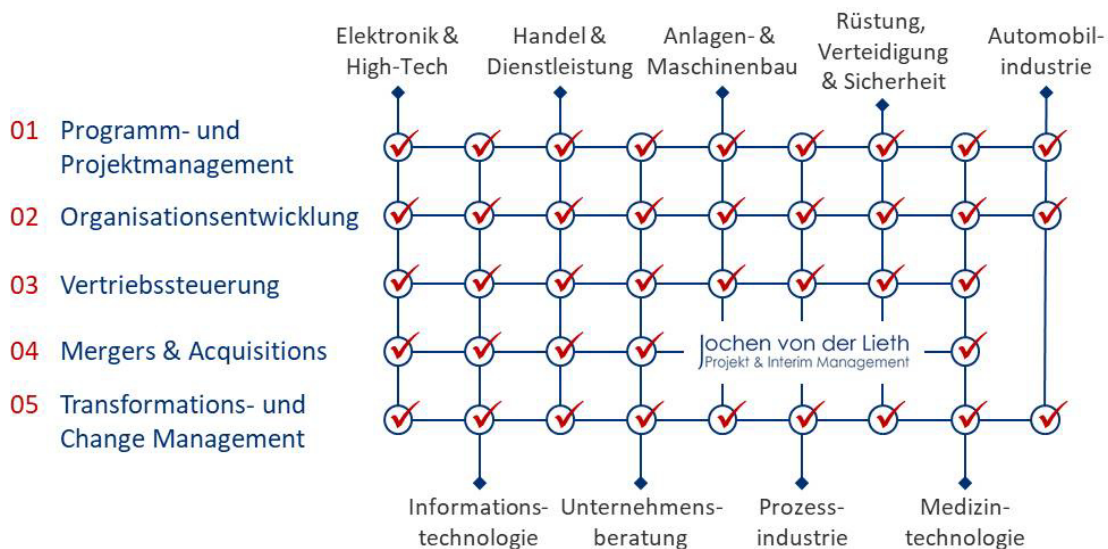 Elektronik &
High-Tech
Handel &
Dienstleistung
Anlagen- &
Maschinenbau
Rüstung,
Verteidigung
& Sicherheit
Automobil-
industrie
01 Programm- und
Projektmanagement
02 Organisationsentwicklung
03 Vertriebssteuerung
04 Mergers & Acquisitions
Jochen von der Lieth
Projekt & Interim Management
05 Transformations- und
Change Management
Informations-
technologie
Unternehmens-
beratung
Prozess-
industrie
Medizin-
technologie